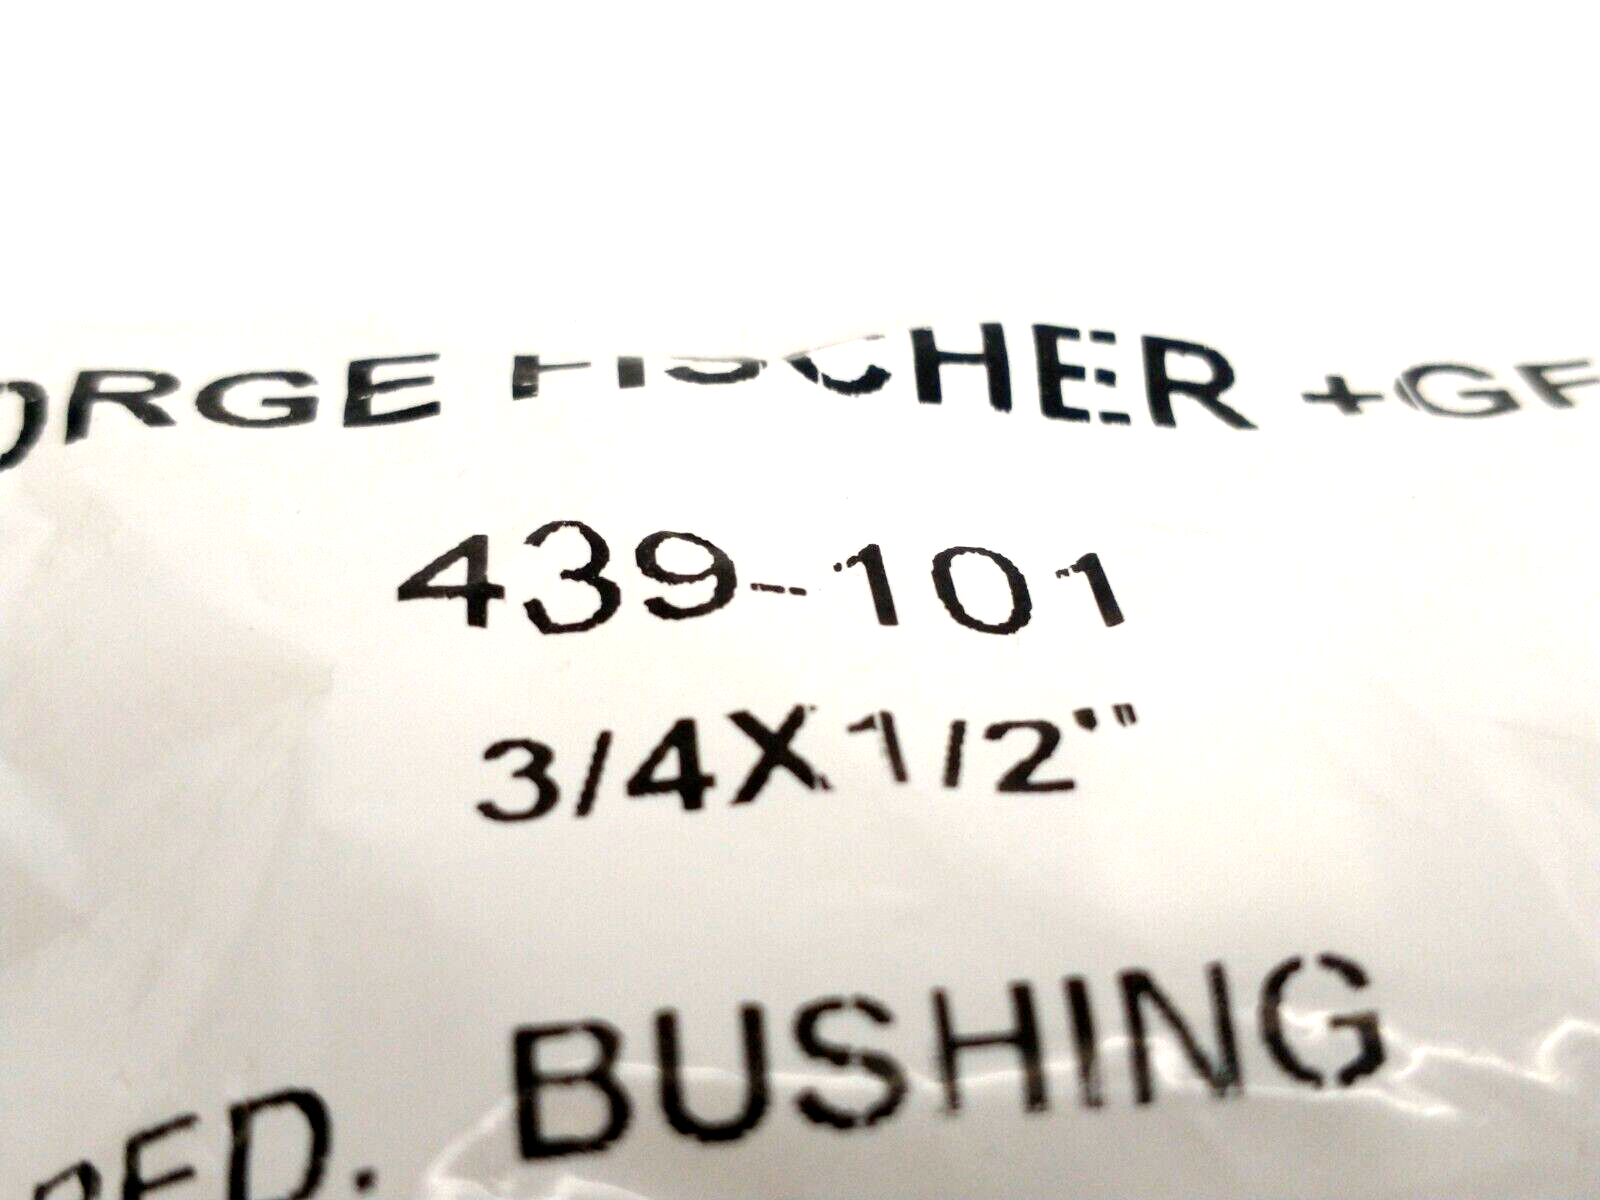 ORGE FISCHER +GF
439-101
3/4X1/2"
RED. BUSHING